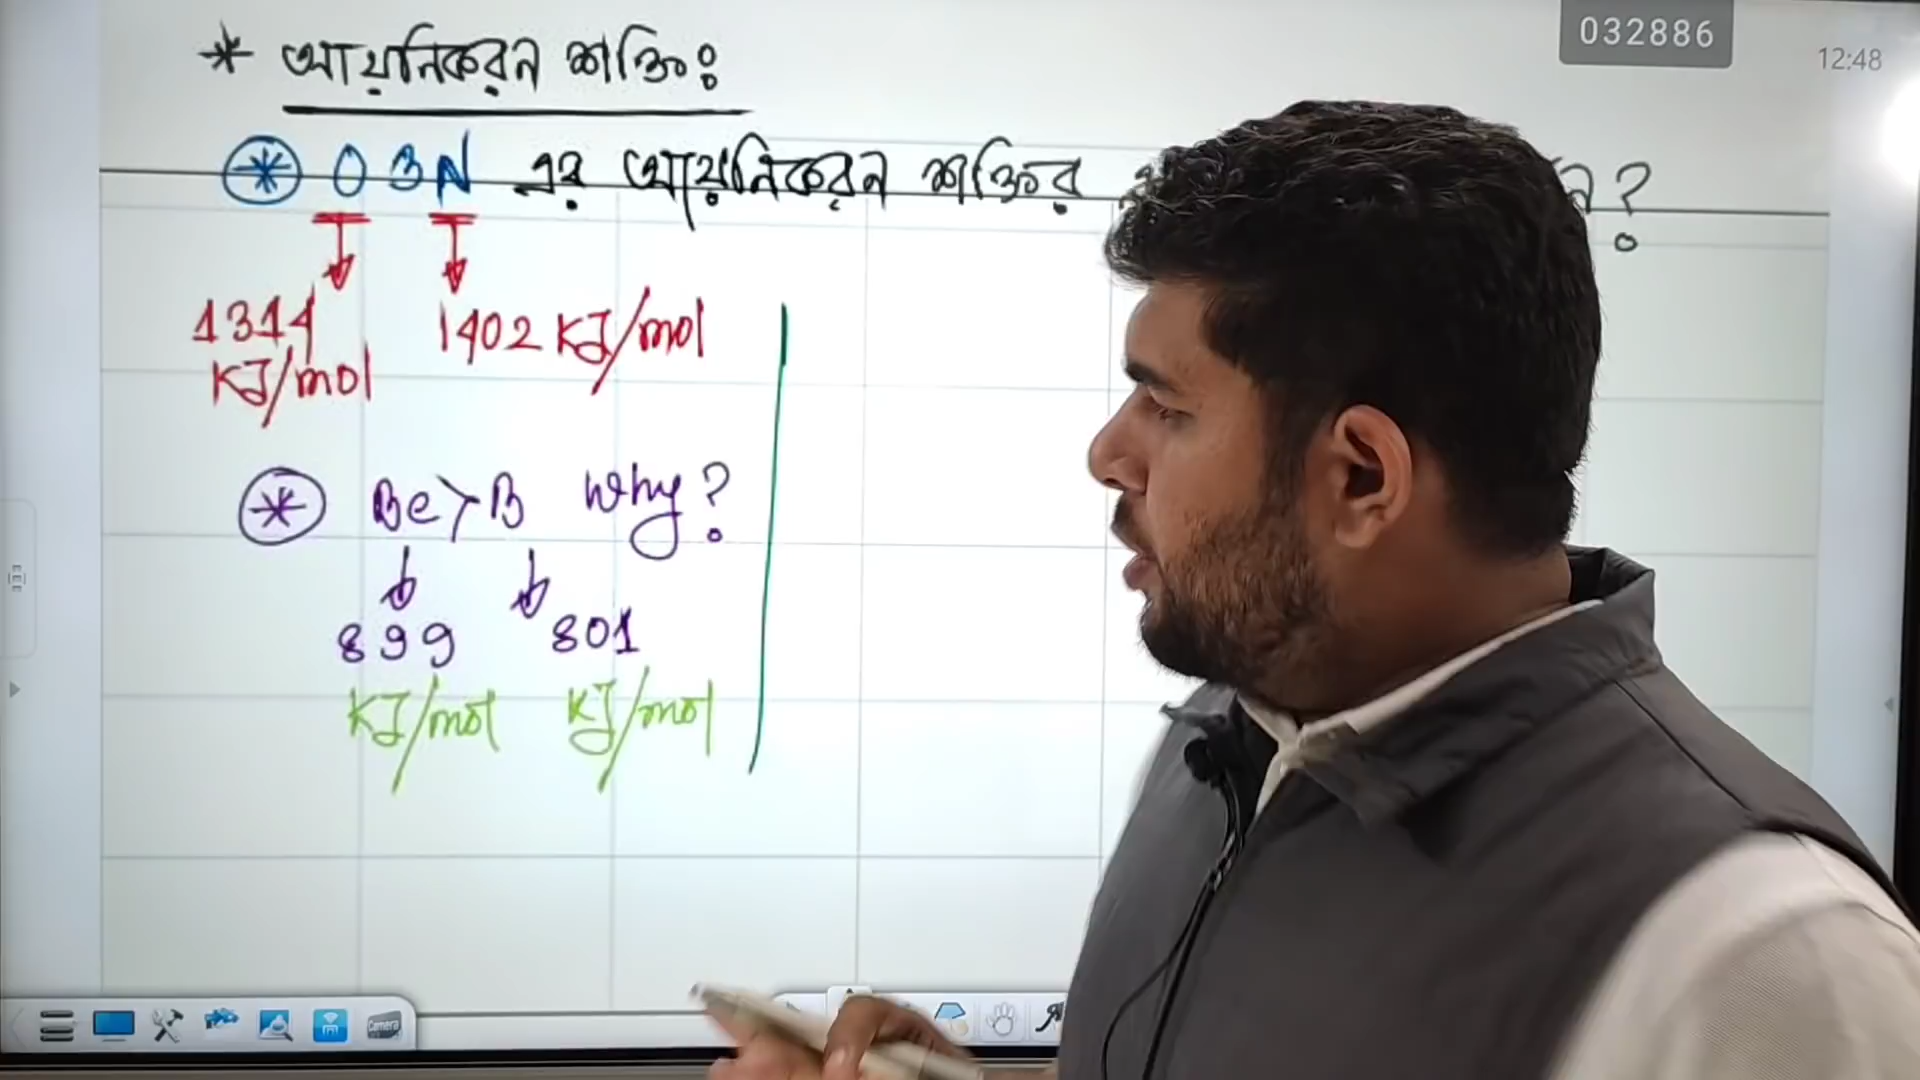 032886
12:48
* আয়নিকরন শক্তিঃ
* O ও N এর আয়নিকরন শক্তির
?
1314 KJ/mol
1402 KJ/mol
* Be>B Why?
899 801
KJ/mol KJ/mol
Camera